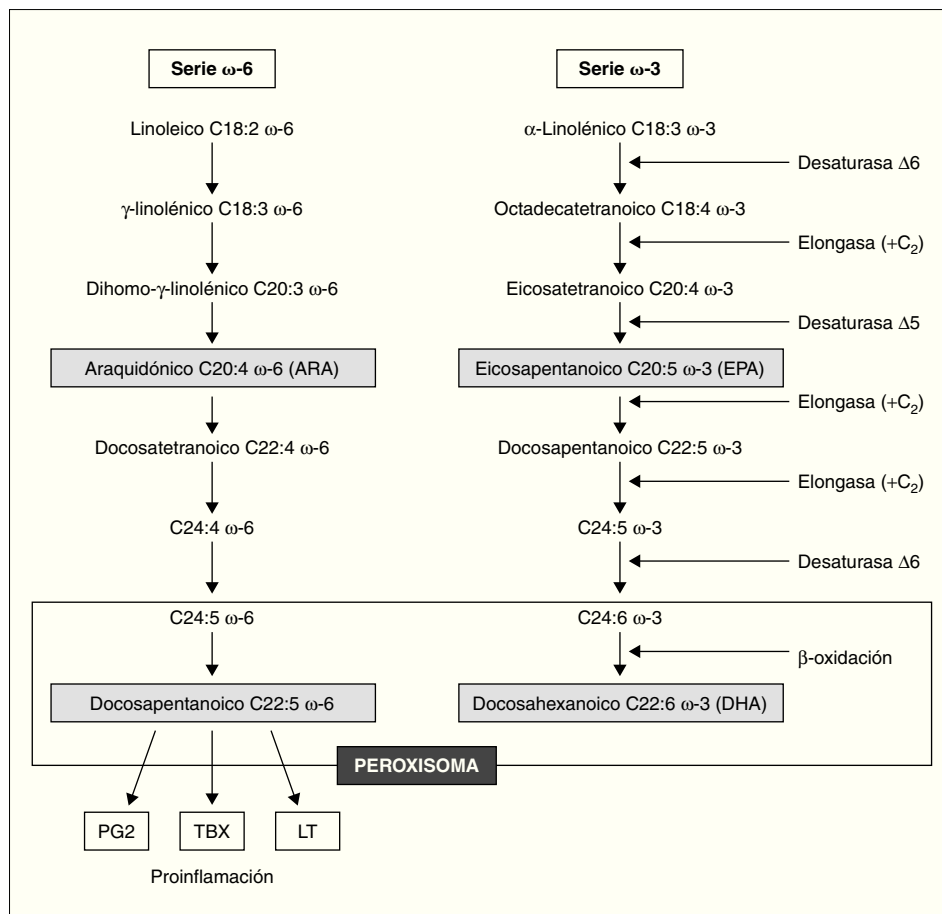 Serie ω-6
Serie ω-3
Linoleico C18:2 ω-6
α-Linolénico C18:3 ω-3
Desaturasa Δ6
γ-linolénico C18:3 ω-6
Octadecatetranoico C18:4 ω-3
Elongasa (+C₂)
Dihomo-γ-linolénico C20:3 ω-6
Eicosatetranoico C20:4 ω-3
Desaturasa Δ5
Araquidónico C20:4 ω-6 (ARA)
Eicosapentanoico C20:5 ω-3 (EPA)
Elongasa (+C₂)
Docosatetranoico C22:4 ω-6
Docosapentanoico C22:5 ω-3
Elongasa (+C₂)
C24:4 ω-6
C24:5 ω-3
Desaturasa Δ6
C24:5 ω-6
C24:6 ω-3
β-oxidación
Docosapentanoico C22:5 ω-6
Docosahexanoico C22:6 ω-3 (DHA)
PEROXISOMA
PG2
TBX
LT
Proinflamación